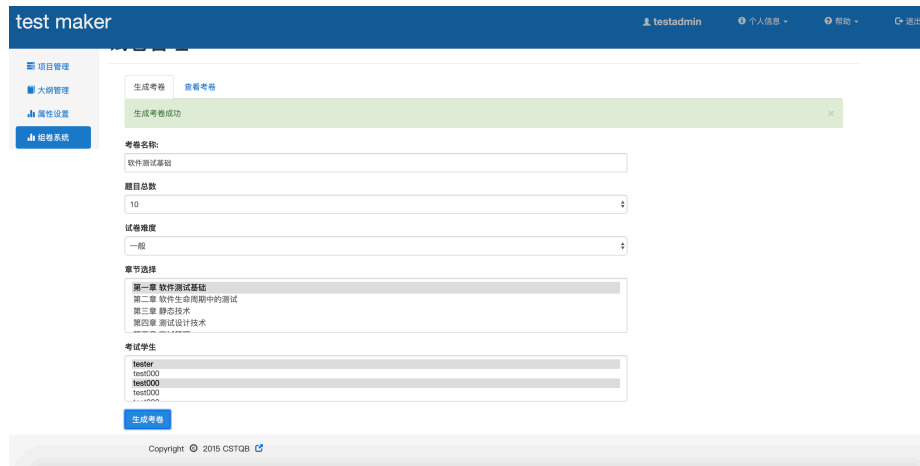 test maker
testadmin
个人信息
帮助
退出
项目管理
大纲管理
属性设置
组卷系统
生成考卷
查看考卷
生成考卷成功
×
考卷名称:
软件测试基础
题目总数
10
试卷难度
一般
章节选择
第一章 软件测试基础
第二章 软件生命周期中的测试
第三章 静态技术
第四章 测试设计技术
考试学生
tester
test000
test000
test000
生成考卷
Copyright © 2015 CSTQB